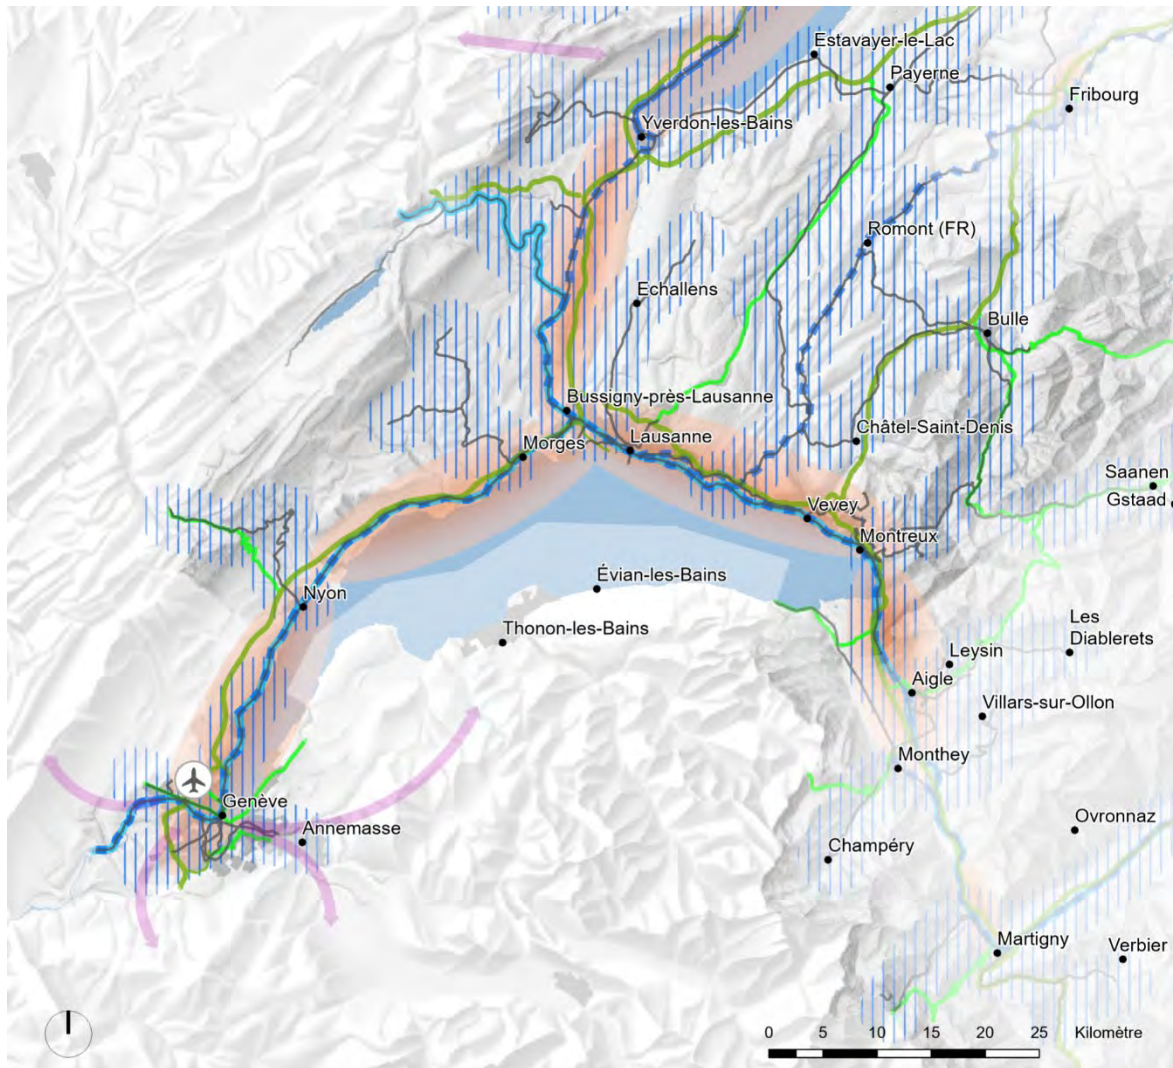 Estavayer-le-Lac
Payerne
Fribourg
Yverdon-les-Bains
Romont (FR)
Echallens
Bulle
Bussigny-près-Lausanne
Lausanne
Morges
Châtel-Saint-Denis
Saanen
Gstaad
Vevey
Montreux
Évian-les-Bains
Nyon
Thonon-les-Bains
Les
Diablerets
Leysin
Aigle
Villars-sur-Ollon
Monthey
Genève
Annemasse
Ovronnaz
Champéry
Martigny
Verbier
0 5 10 15 20 25 Kilomètre